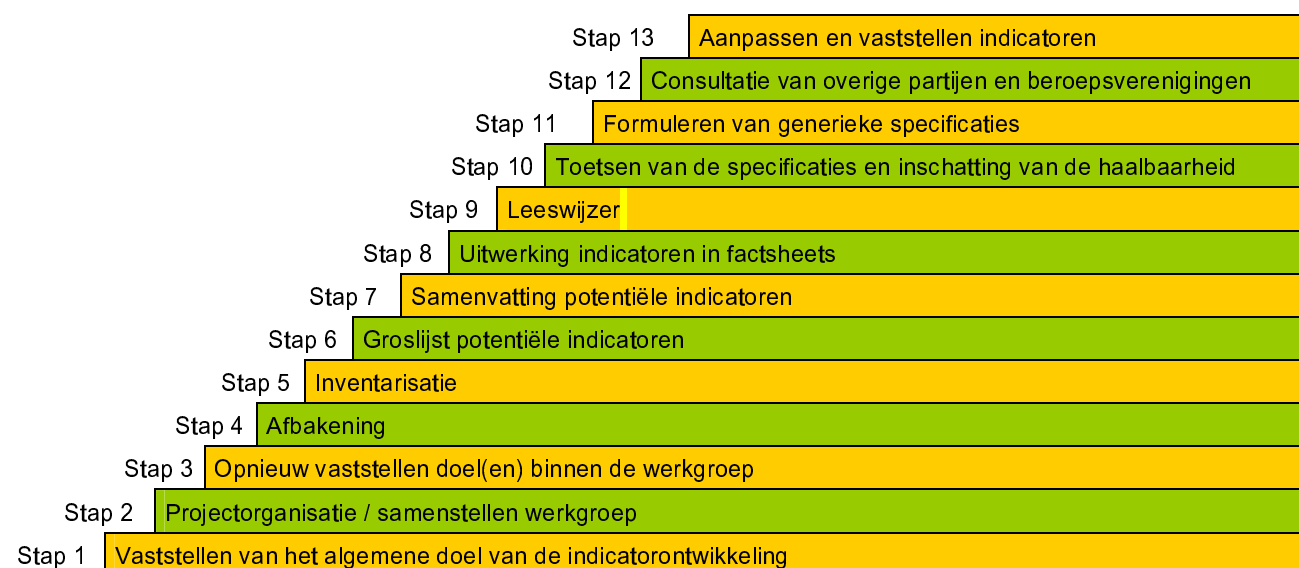 Stap 13 Aanpassen en vaststellen indicatoren
Stap 12 Consultatie van overige partijen en beroepsverenigingen
Stap 11 Formuleren van generieke specificaties
Stap 10 Toetsen van de specificaties en inschatting van de haalbaarheid
Stap 9 Leeswijzer
Stap 8 Uitwerking indicatoren in factsheets
Stap 7 Samenvatting potentiële indicatoren
Stap 6 Groslijst potentiële indicatoren
Stap 5 Inventarisatie
Stap 4 Afbakening
Stap 3 Opnieuw vaststellen doel(en) binnen de werkgroep
Stap 2 Projectorganisatie / samenstellen werkgroep
Stap 1 Vaststellen van het algemene doel van de indicatorontwikkeling